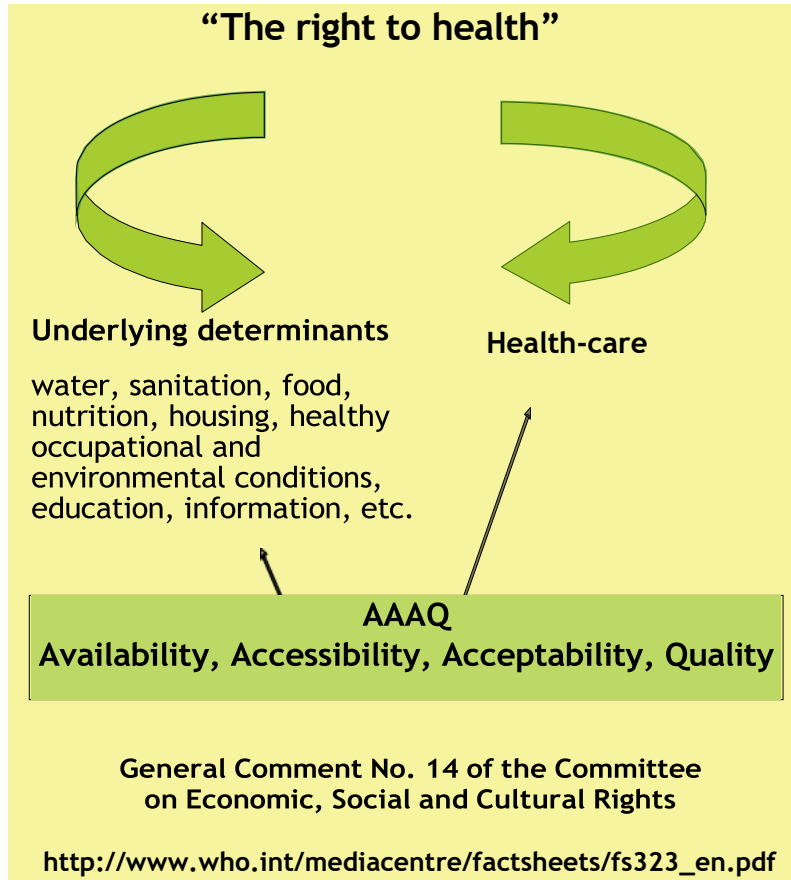 “The right to health”
Underlying determinants
water, sanitation, food,
nutrition, housing, healthy
occupational and
environmental conditions,
education, information, etc.
Health-care
AAAQ
Availability, Accessibility, Acceptability, Quality
General Comment No. 14 of the Committee
on Economic, Social and Cultural Rights
http://www.who.int/mediacentre/factsheets/fs323_en.pdf